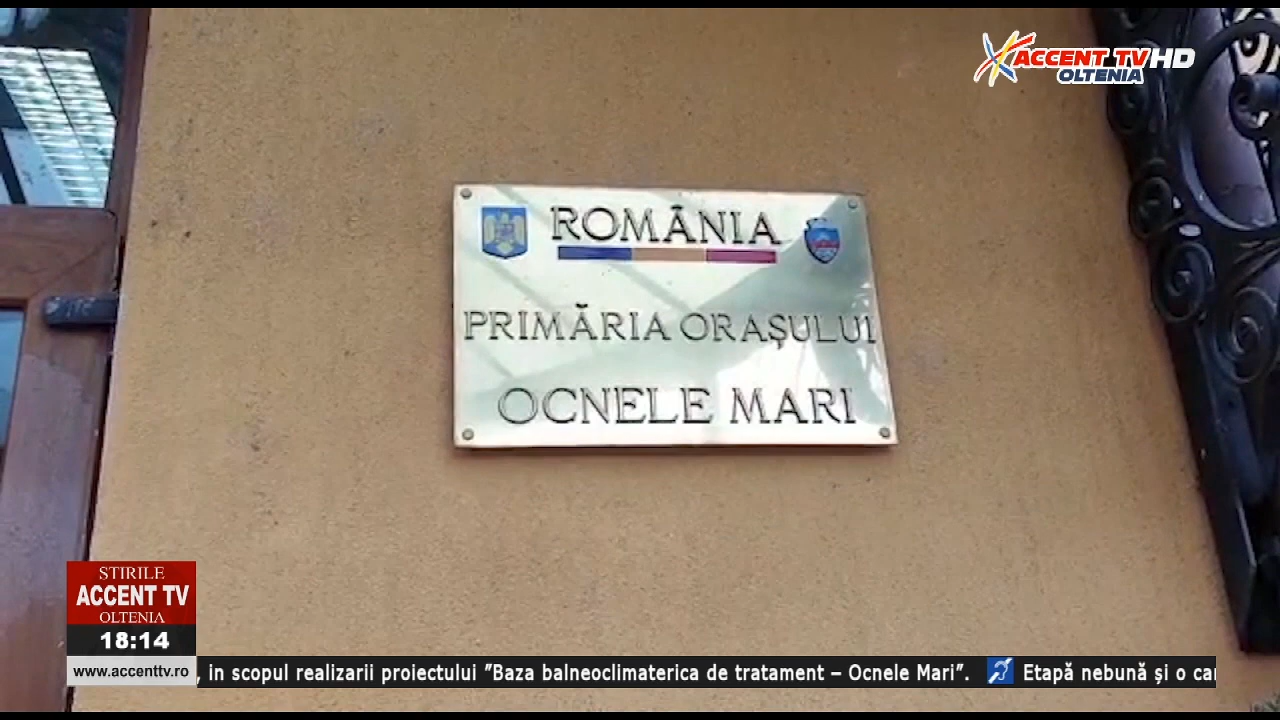 ACCENT TV HD
OLTENIA
ROMÂNIA
PRIMĂRIA ORAȘULUI
OCNELE MARI
STIRILE
ACCENT TV
OLTENIA
18:14
www.accenttv.ro
, in scopul realizarii proiectului ”Baza balneoclimaterica de tratament – Ocnele Mari”. Etapă nebună și o